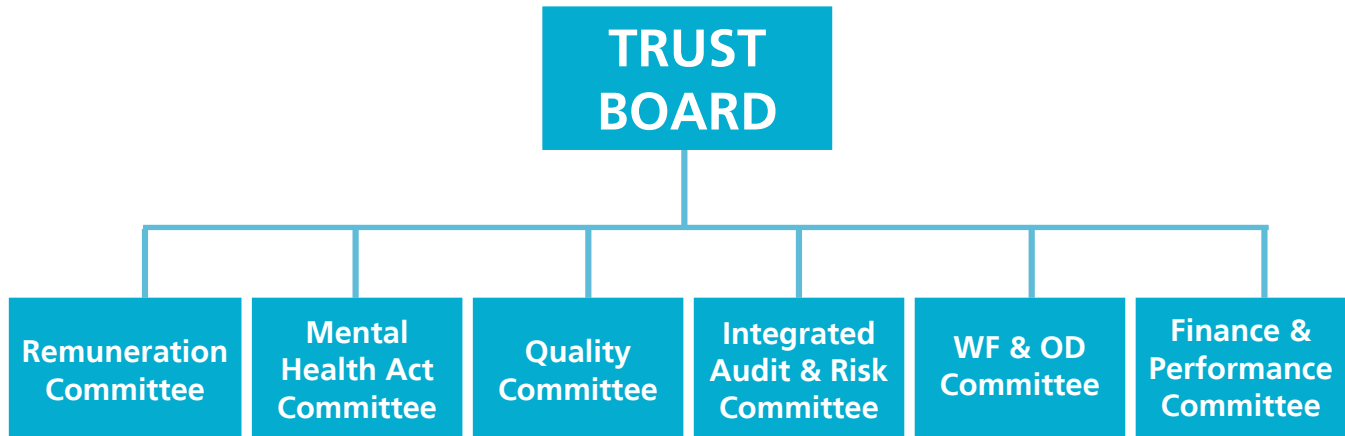 TRUST
BOARD
Remuneration
Committee
Mental
Health Act
Committee
Quality
Committee
Integrated
Audit & Risk
Committee
WF & OD
Committee
Finance &
Performance
Committee